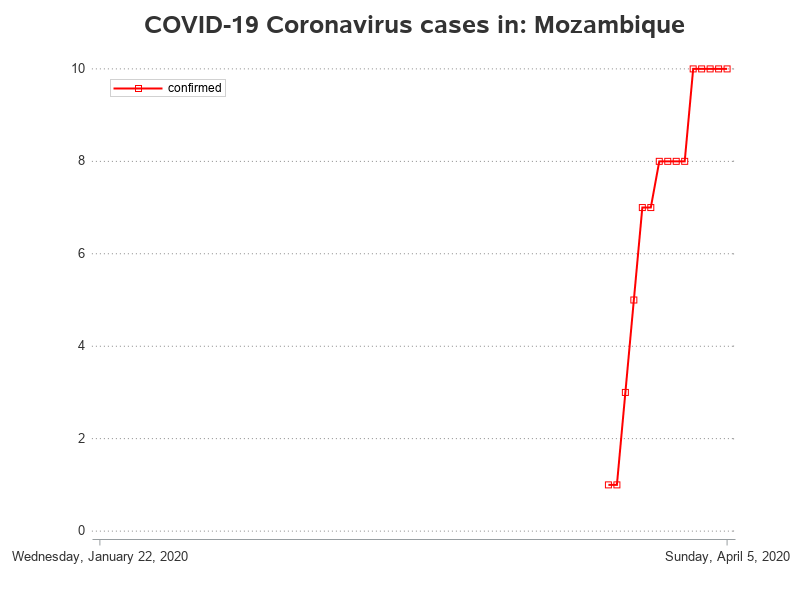 COVID-19 Coronavirus cases in: Mozambique
10
confirmed
8
6
4
2
0
Wednesday, January 22, 2020
Sunday, April 5, 2020